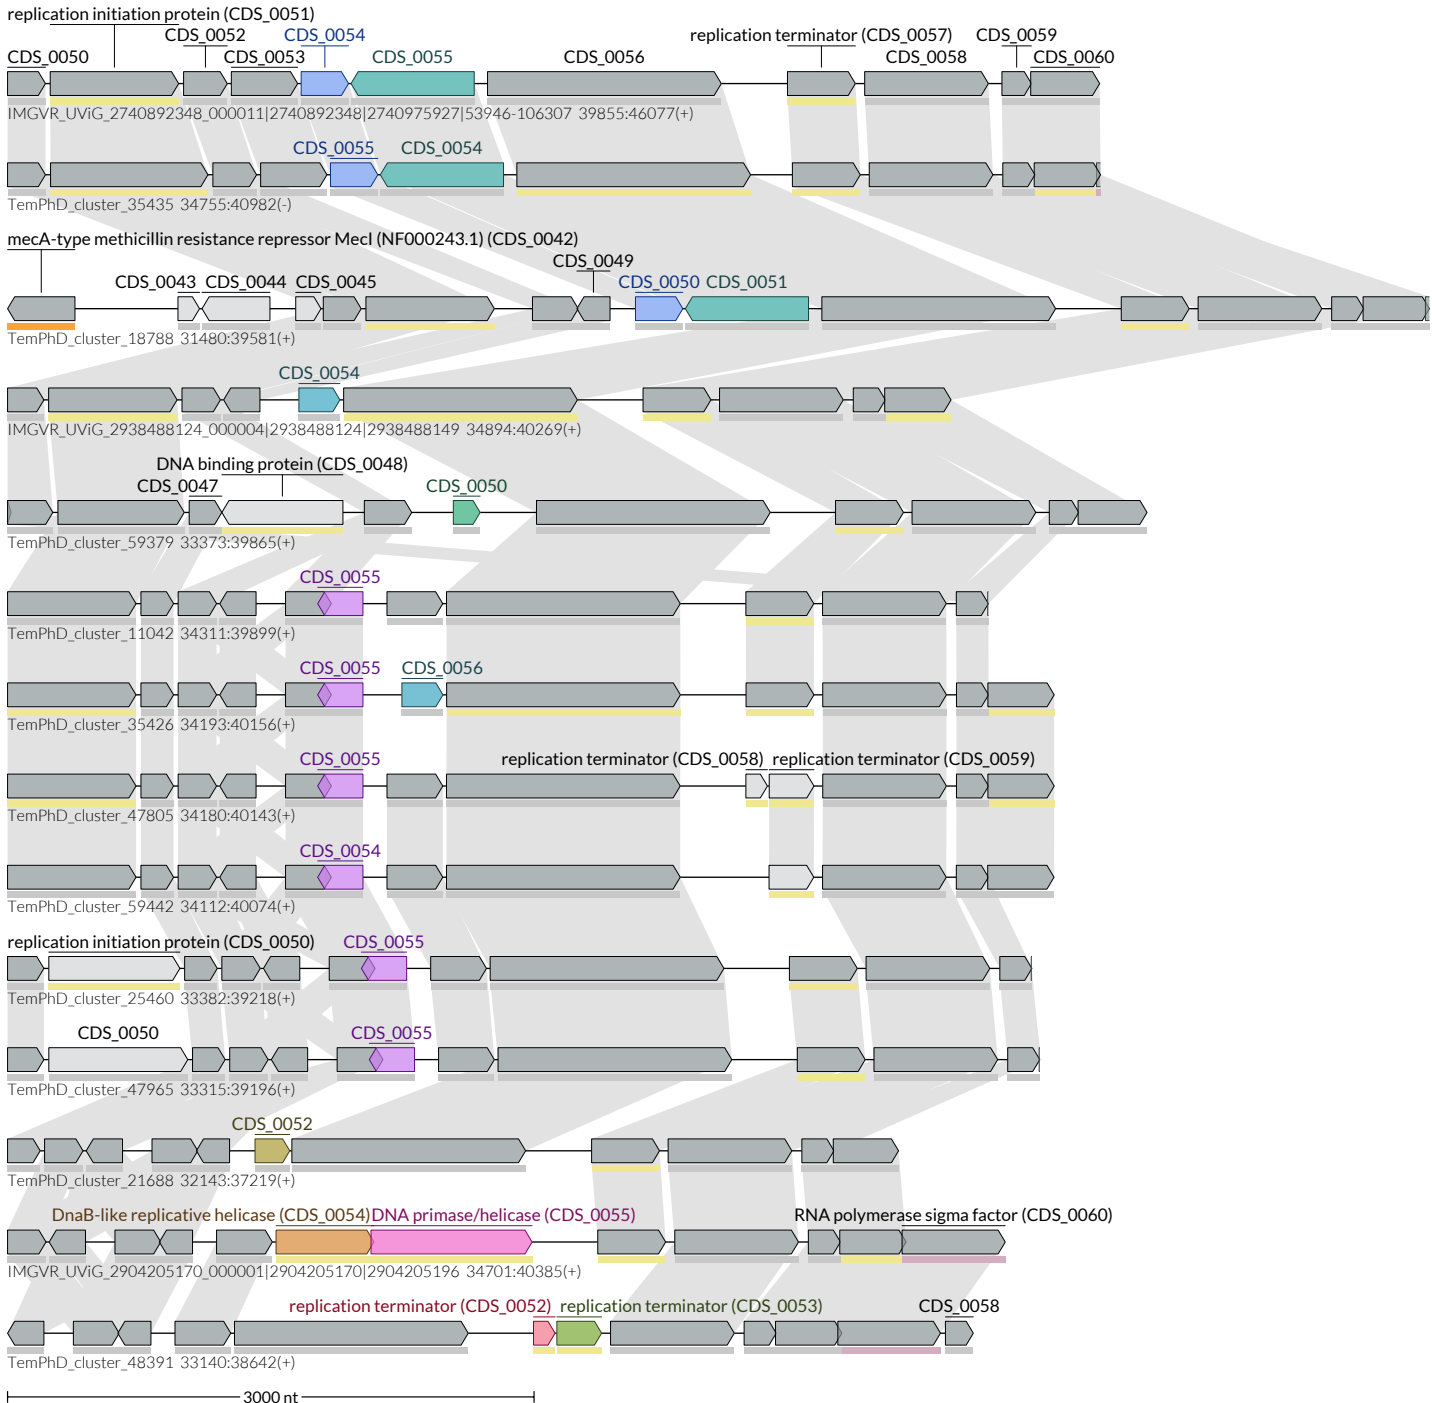 replication initiation protein (CDS_0051)
CDS_0052 CDS_0054 replication terminator (CDS_0057) CDS_0059
CDS_0050 CDS_0053 CDS_0055 CDS_0056 CDS_0058 CDS_0060
IMGVR_UViG_2740892348_000011|2740892348|2740975927|53946-106307 39855:46077(+)
CDS_0055 CDS_0054
TemPhD_cluster_35435 34755:40982(-)
mecA-type methicillin resistance repressor MecI (NF000243.1) (CDS_0042)
CDS_0049
CDS_0043 CDS_0044 CDS_0045 CDS_0050 CDS_0051
TemPhD_cluster_18788 31480:39581(+)
CDS_0054
IMGVR_UViG_2938488124_000004|2938488124|2938488149 34894:40269(+)
DNA binding protein (CDS_0048)
CDS_0047 CDS_0050
TemPhD_cluster_59379 33373:39865(+)
CDS_0055
TemPhD_cluster_11042 34311:39899(+)
CDS_0055 CDS_0056
TemPhD_cluster_35426 34193:40156(+)
CDS_0055 replication terminator (CDS_0058) replication terminator (CDS_0059)
TemPhD_cluster_47805 34180:40143(+)
CDS_0054
TemPhD_cluster_59442 34112:40074(+)
replication initiation protein (CDS_0050) CDS_0055
TemPhD_cluster_25460 33382:39218(+)
CDS_0050 CDS_0055
TemPhD_cluster_47965 33315:39196(+)
CDS_0052
TemPhD_cluster_21688 32143:37219(+)
DnaB-like replicative helicase (CDS_0054) DNA primase/helicase (CDS_0055) RNA polymerase sigma factor (CDS_0060)
IMGVR_UViG_2904205170_000001|2904205170|2904205196 34701:40385(+)
replication terminator (CDS_0052) replication terminator (CDS_0053) CDS_0058
TemPhD_cluster_48391 33140:38642(+)
3000 nt